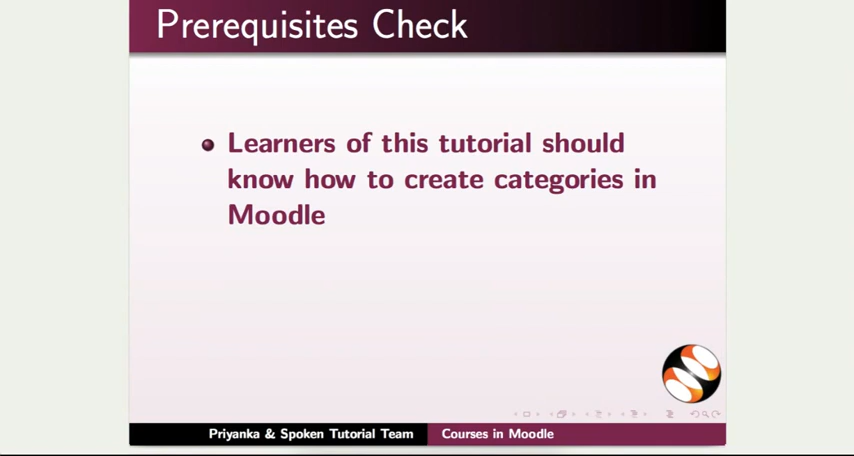 Prerequisites Check
Learners of this tutorial should
know how to create categories in
Moodle
Priyanka & Spoken Tutorial Team
Courses in Moodle